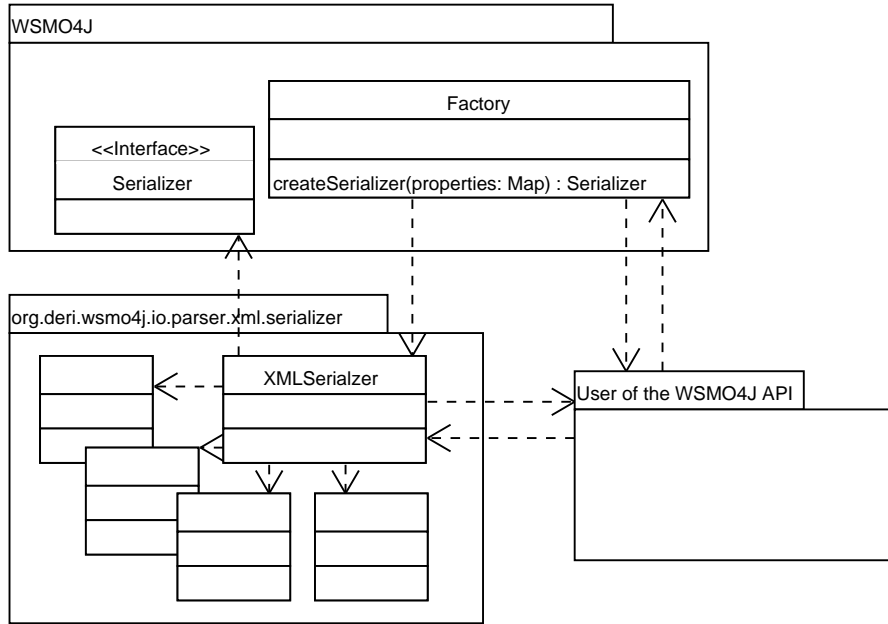 WSMO4J
Factory
<<Interface>>
Serializer
createSerializer(properties: Map) : Serializer
org.deri.wsmo4j.io.parser.xml.serializer
XMLSerialzer
User of the WSMO4J API